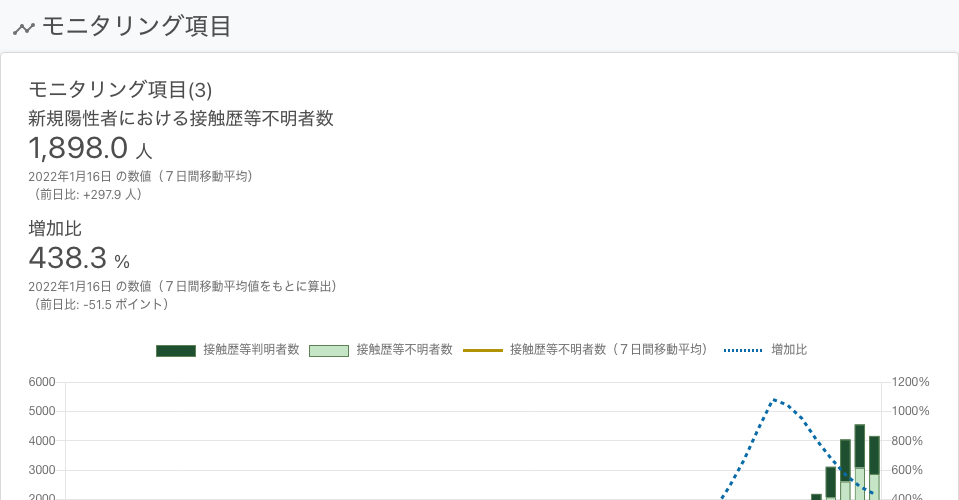 モニタリング項目
モニタリング項目(3)
新規陽性者における接触歴等不明者数
1,898.0 人
2022年1月16日 の数値（７日間移動平均）
（前日比: +297.9 人）
増加比
438.3 %
2022年1月16日 の数値（７日間移動平均値をもとに算出）
（前日比: -51.5 ポイント）
接触歴等判明者数 接触歴等不明者数 接触歴等不明者数（７日間移動平均） 増加比
6000 1200%
5000 1000%
4000 800%
3000 600%
2000 400%